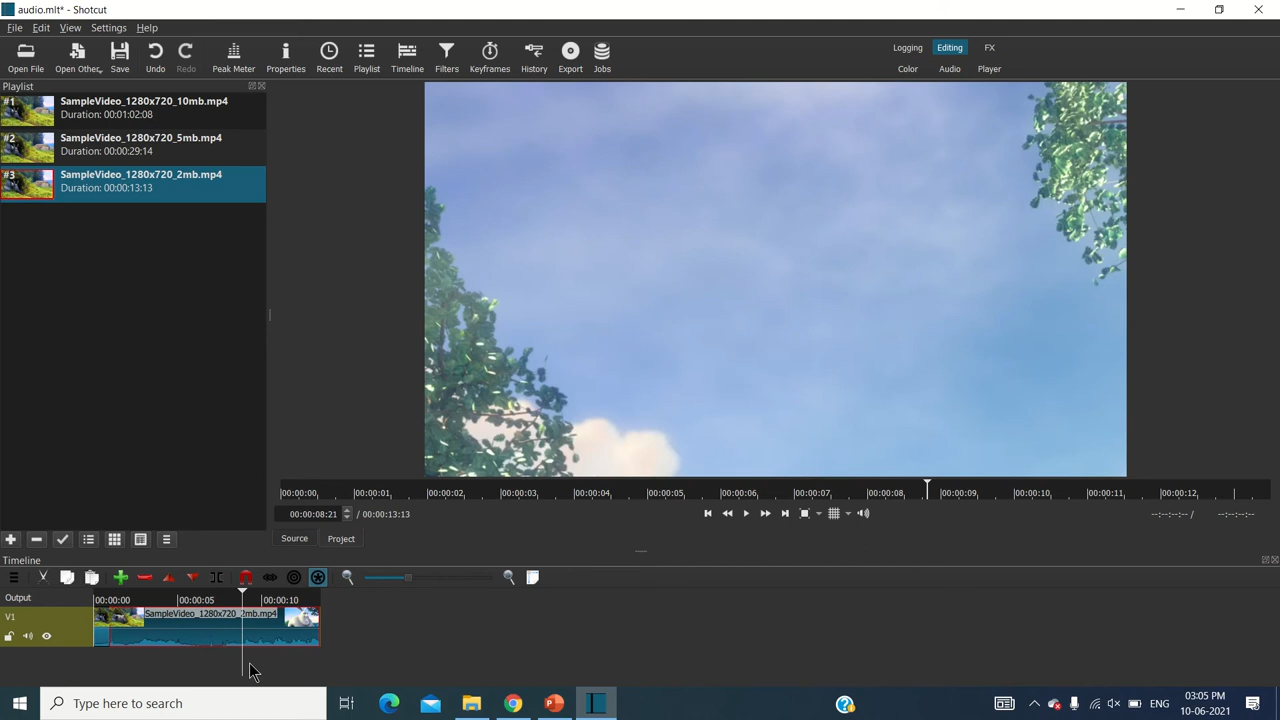 audio.mlt* - Shotcut
File Edit View Settings Help
Open File Open Other Save Undo Redo Peak Meter Properties Recent Playlist Timeline Filters Keyframes History Export Jobs
Logging Editing FX
Color Audio Player
Playlist
#1 SampleVideo_1280x720_10mb.mp4
Duration: 00:01:02:08
#2 SampleVideo_1280x720_5mb.mp4
Duration: 00:00:29:14
#3 SampleVideo_1280x720_2mb.mp4
Duration: 00:00:13:13
00:00:00 00:00:01 00:00:02 00:00:03 00:00:04 00:00:05 00:00:06 00:00:07 00:00:08 00:00:09 00:00:10 00:00:11 00:00:12
00:00:08:21 / 00:00:13:13 --:--:--:-- / --:--:--:--
Source Project
Timeline
Output 00:00:00 00:00:05 00:00:10
V1 SampleVideo_1280x720_2mb.mp4
Type here to search
ENG 03:05 PM
10-06-2021